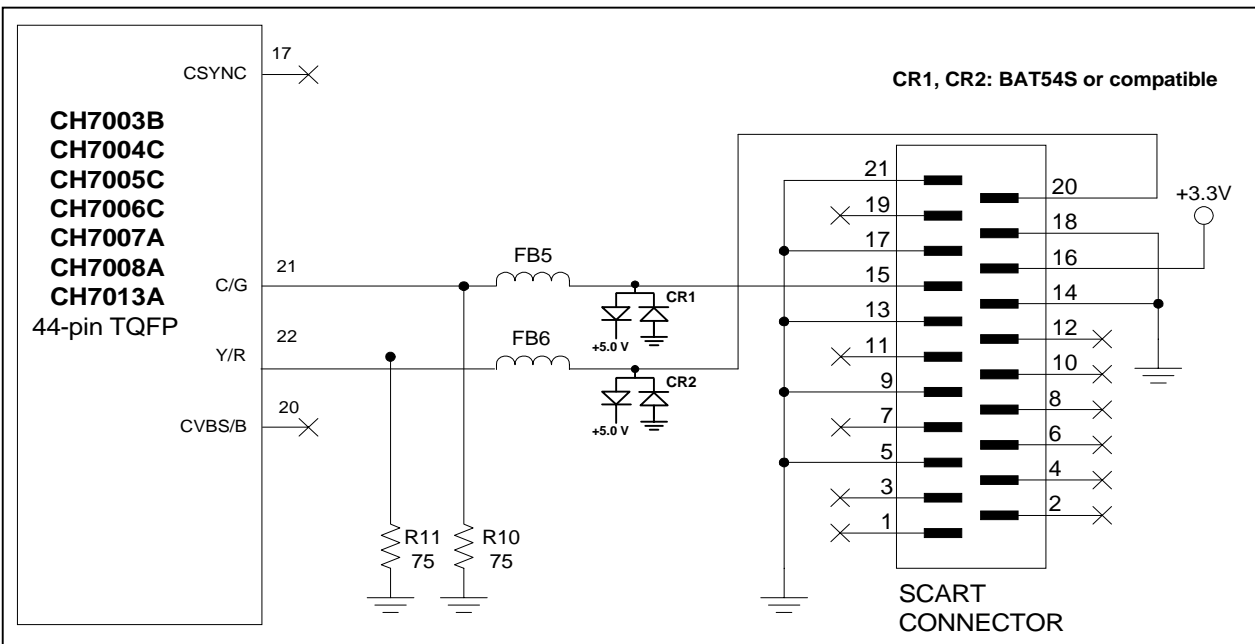 17
CSYNC
CR1, CR2: BAT54S or compatible
CH7003B
CH7004C
CH7005C
CH7006C
CH7007A
CH7008A
CH7013A
44-pin TQFP
21
C/G
22
Y/R
20
CVBS/B
FB5
CR1
+5.0 V
FB6
CR2
+5.0 V
R11
75
R10
75
21
19
17
15
13
11
9
7
5
3
1
20
18
16
14
12
10
8
6
4
2
+3.3V
SCART
CONNECTOR